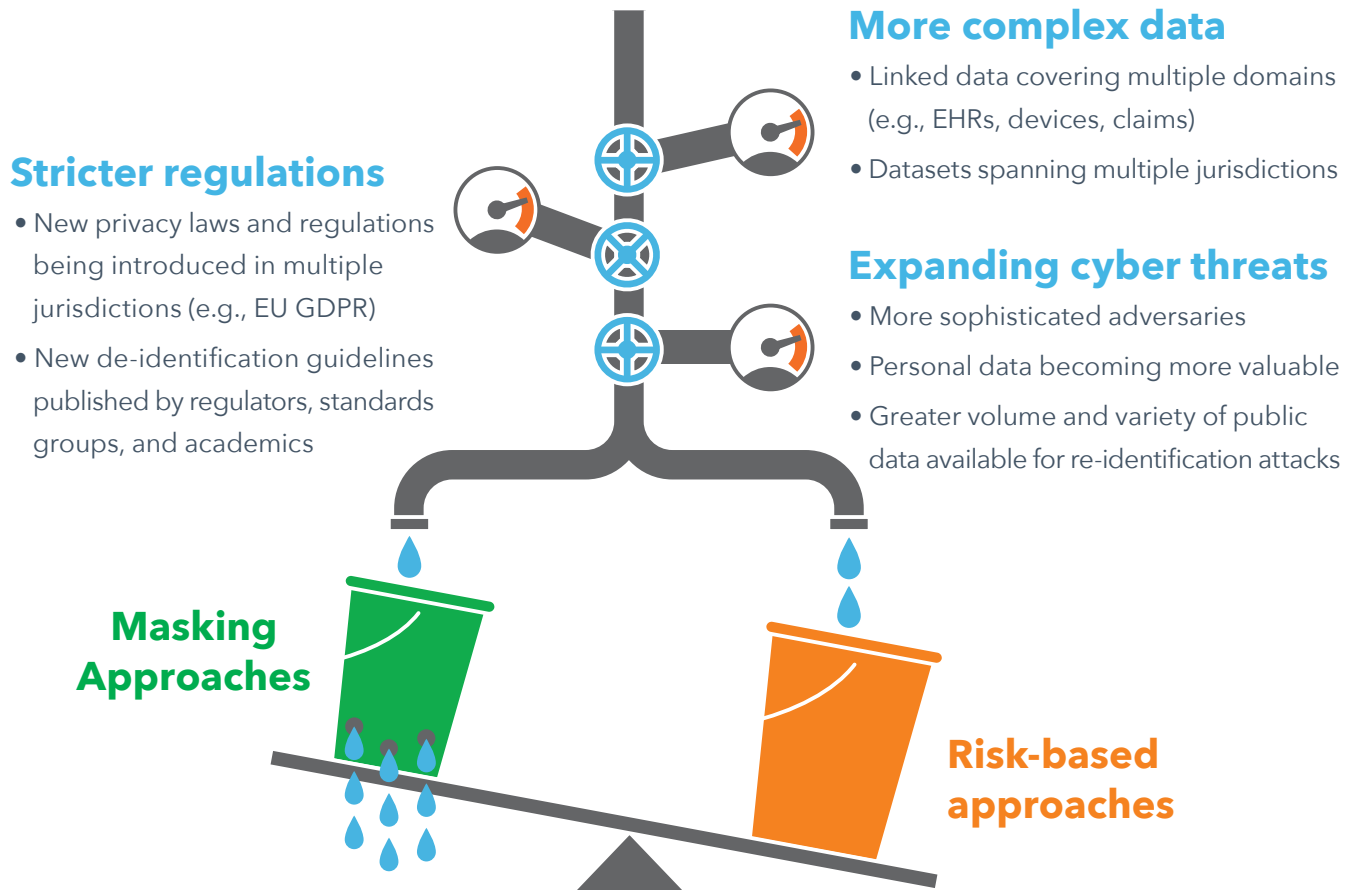 More complex data
• Linked data covering multiple domains
(e.g., EHRs, devices, claims)
• Datasets spanning multiple jurisdictions
Stricter regulations
• New privacy laws and regulations
being introduced in multiple
jurisdictions (e.g., EU GDPR)
• New de-identification guidelines
published by regulators, standards
groups, and academics
Expanding cyber threats
• More sophisticated adversaries
• Personal data becoming more valuable
• Greater volume and variety of public
data available for re-identification attacks
Masking
Approaches
Risk-based
approaches